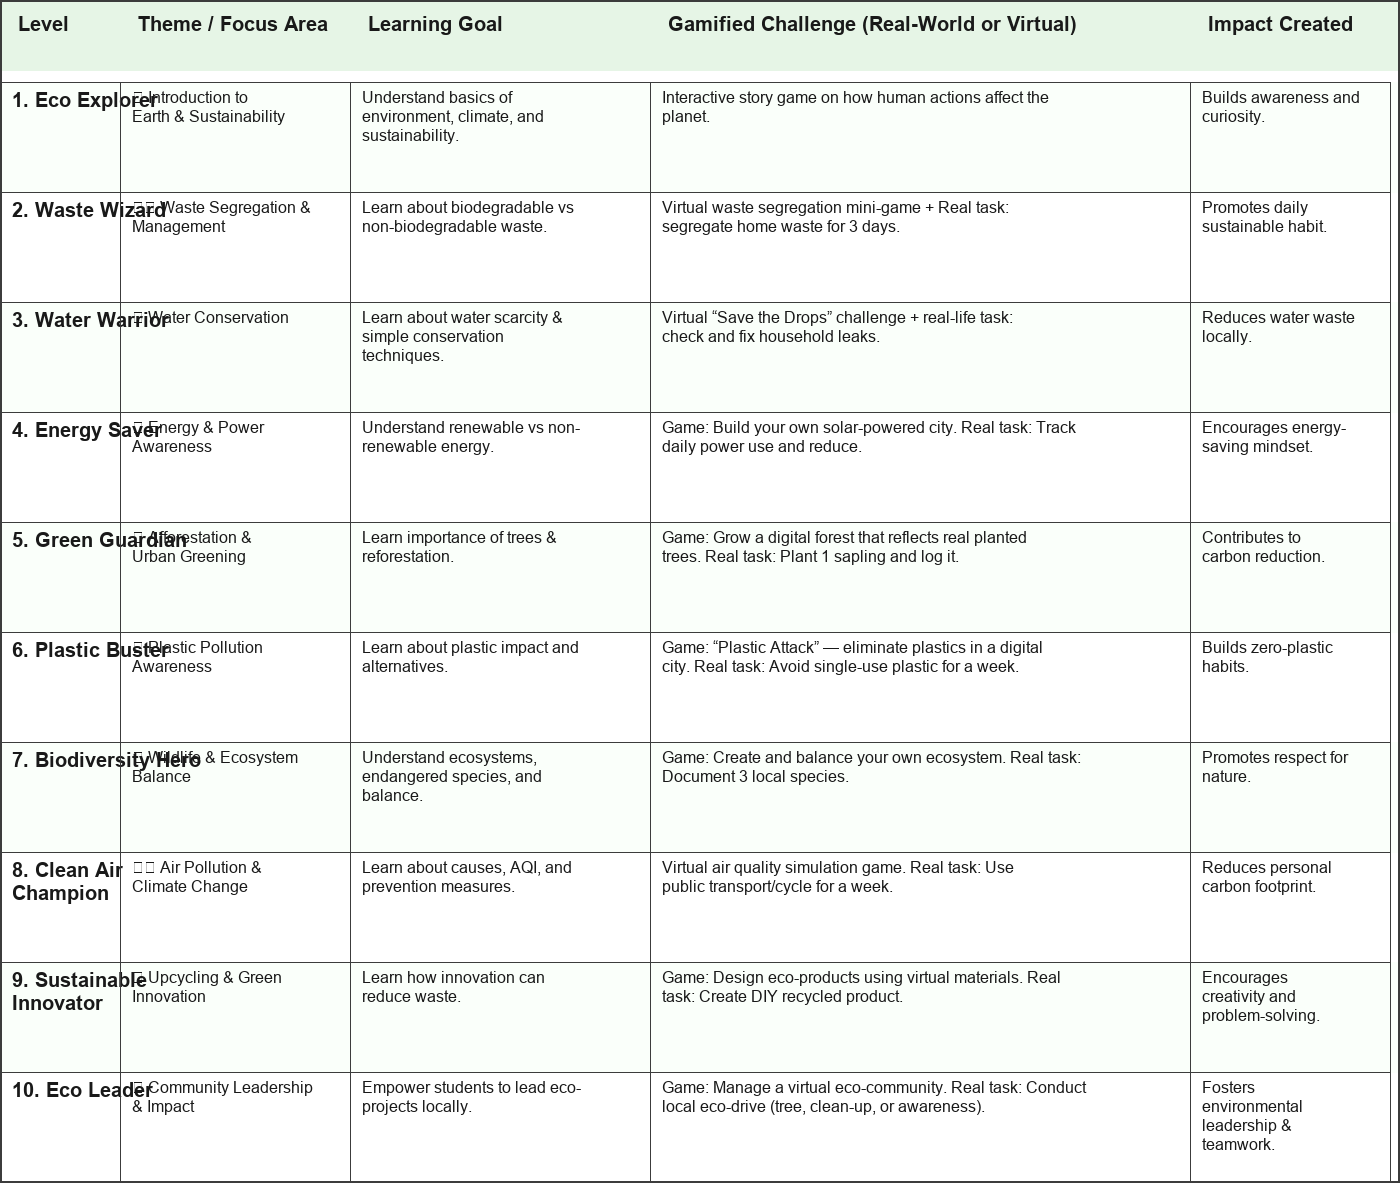 Level
Theme / Focus Area
Learning Goal
Gamified Challenge (Real-World or Virtual)
Impact Created
1. Eco Explorer
Introduction to
Earth & Sustainability
Understand basics of
environment, climate, and
sustainability.
Interactive story game on how human actions affect the
planet.
Builds awareness and
curiosity.
2. Waste Wizard
Waste Segregation &
Management
Learn about biodegradable vs
non-biodegradable waste.
Virtual waste segregation mini-game + Real task:
segregate home waste for 3 days.
Promotes daily
sustainable habit.
3. Water Warrior
Water Conservation
Learn about water scarcity &
simple conservation
techniques.
Virtual “Save the Drops” challenge + real-life task:
check and fix household leaks.
Reduces water waste
locally.
4. Energy Saver
Energy & Power
Awareness
Understand renewable vs non-
renewable energy.
Game: Build your own solar-powered city. Real task: Track
daily power use and reduce.
Encourages energy-
saving mindset.
5. Green Guardian
Afforestation &
Urban Greening
Learn importance of trees &
reforestation.
Game: Grow a digital forest that reflects real planted
trees. Real task: Plant 1 sapling and log it.
Contributes to
carbon reduction.
6. Plastic Buster
Plastic Pollution
Awareness
Learn about plastic impact and
alternatives.
Game: “Plastic Attack” — eliminate plastics in a digital
city. Real task: Avoid single-use plastic for a week.
Builds zero-plastic
habits.
7. Biodiversity Hero
Wildlife & Ecosystem
Balance
Understand ecosystems,
endangered species, and
balance.
Game: Create and balance your own ecosystem. Real task:
Document 3 local species.
Promotes respect for
nature.
8. Clean Air
Champion
Air Pollution &
Climate Change
Learn about causes, AQI, and
prevention measures.
Virtual air quality simulation game. Real task: Use
public transport/cycle for a week.
Reduces personal
carbon footprint.
9. Sustainable
Innovator
Upcycling & Green
Innovation
Learn how innovation can
reduce waste.
Game: Design eco-products using virtual materials. Real
task: Create DIY recycled product.
Encourages
creativity and
problem-solving.
10. Eco Leader
Community Leadership
& Impact
Empower students to lead eco-
projects locally.
Game: Manage a virtual eco-community. Real task: Conduct
local eco-drive (tree, clean-up, or awareness).
Fosters
environmental
leadership &
teamwork.